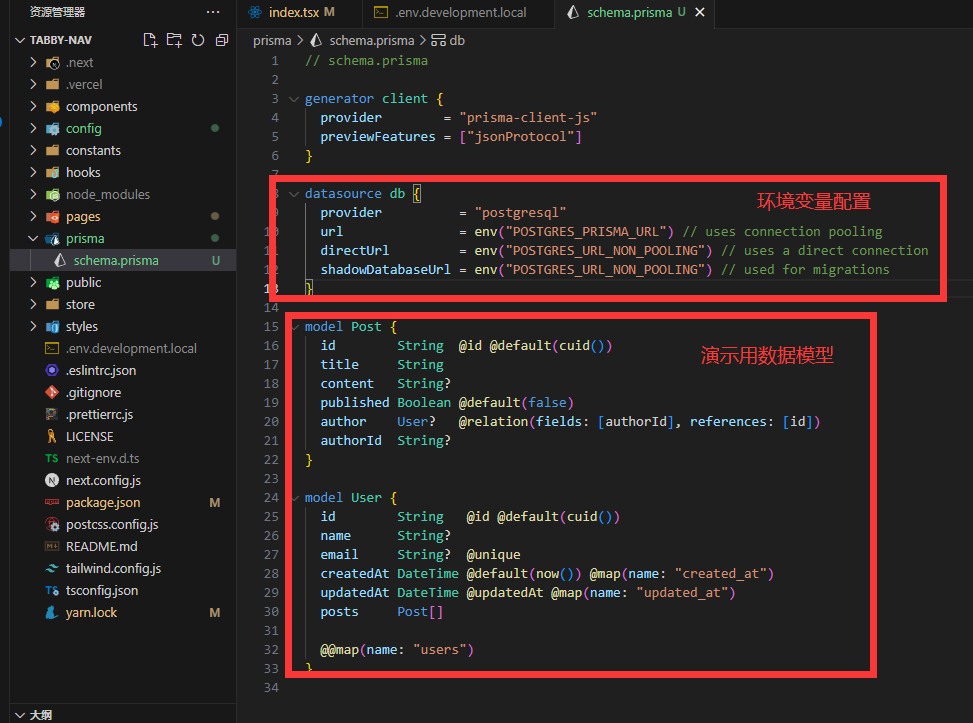 资源管理器
···
index.tsx M
.env.development.local
schema.prisma U
TABBY-NAV
prisma > schema.prisma > db
.next
.vercel
components
config
constants
hooks
node_modules
pages
prisma
schema.prisma U
public
store
styles
.env.development.local
.eslintrc.json
.gitignore
.prettierrc.js
LICENSE
TS next-env.d.ts
N next.config.js
package.json M
postcss.config.js
README.md
tailwind.config.js
TS tsconfig.json
yarn.lock M
大纲
1 // schema.prisma
2
3 generator client {
4 provider = "prisma-client-js"
5 previewFeatures = ["jsonProtocol"]
6 }
7
8 datasource db {
环境变量配置
9 provider = "postgresql"
10 url = env("POSTGRES_PRISMA_URL") // uses connection pooling
11 directUrl = env("POSTGRES_URL_NON_POOLING") // uses a direct connection
12 shadowDatabaseUrl = env("POSTGRES_URL_NON_POOLING") // used for migrations
13 }
14
15 model Post {
16 id String @id @default(cuid())
演示用数据模型
17 title String
18 content String?
19 published Boolean @default(false)
20 author User? @relation(fields: [authorId], references: [id])
21 authorId String?
22 }
23
24 model User {
25 id String @id @default(cuid())
26 name String?
27 email String? @unique
28 createdAt DateTime @default(now()) @map(name: "created_at")
29 updatedAt DateTime @updatedAt @map(name: "updated_at")
30 posts Post[]
31
32 @@map(name: "users")
33 }
34